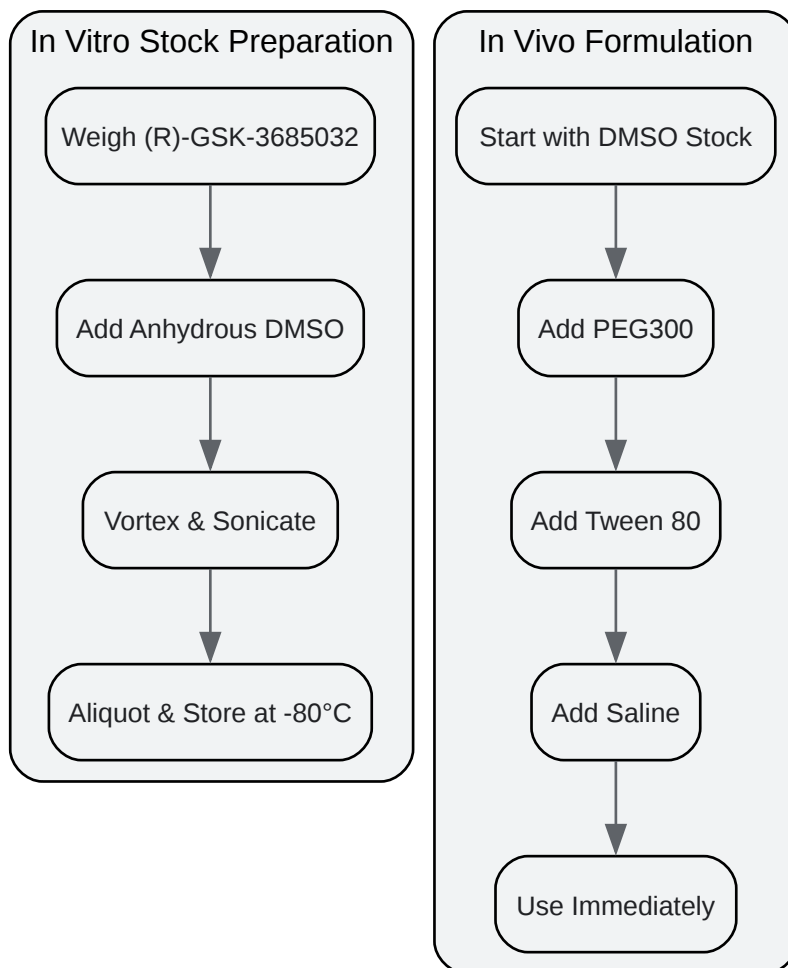 In Vitro Stock Preparation
Weigh (R)-GSK-3685032
Add Anhydrous DMSO
Vortex & Sonicate
Aliquot & Store at -80°C
In Vivo Formulation
Start with DMSO Stock
Add PEG300
Add Tween 80
Add Saline
Use Immediately